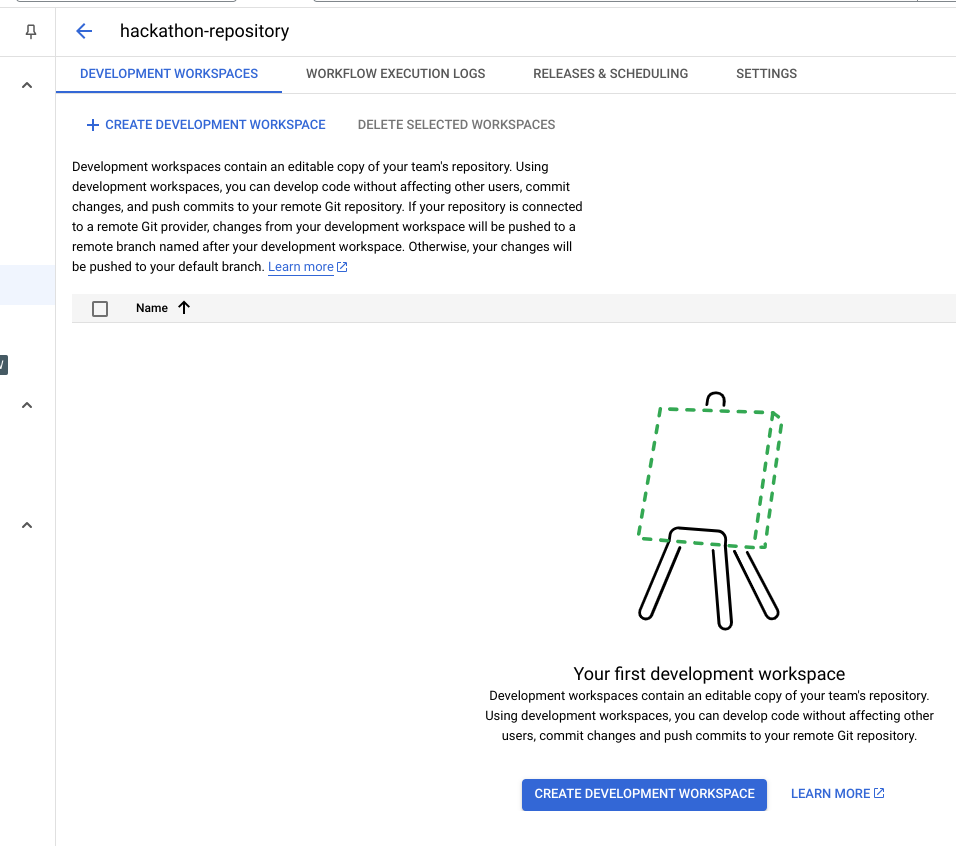 hackathon-repository
DEVELOPMENT WORKSPACES
WORKFLOW EXECUTION LOGS
RELEASES & SCHEDULING
SETTINGS
CREATE DEVELOPMENT WORKSPACE
DELETE SELECTED WORKSPACES
Development workspaces contain an editable copy of your team's repository. Using
development workspaces, you can develop code without affecting other users, commit
changes, and push commits to your remote Git repository. If your repository is connected
to a remote Git provider, changes from your development workspace will be pushed to a
remote branch named after your development workspace. Otherwise, your changes will
be pushed to your default branch. Learn more
Name
Your first development workspace
Development workspaces contain an editable copy of your team's repository.
Using development workspaces, you can develop code without affecting other
users, commit changes and push commits to your remote Git repository.
CREATE DEVELOPMENT WORKSPACE
LEARN MORE